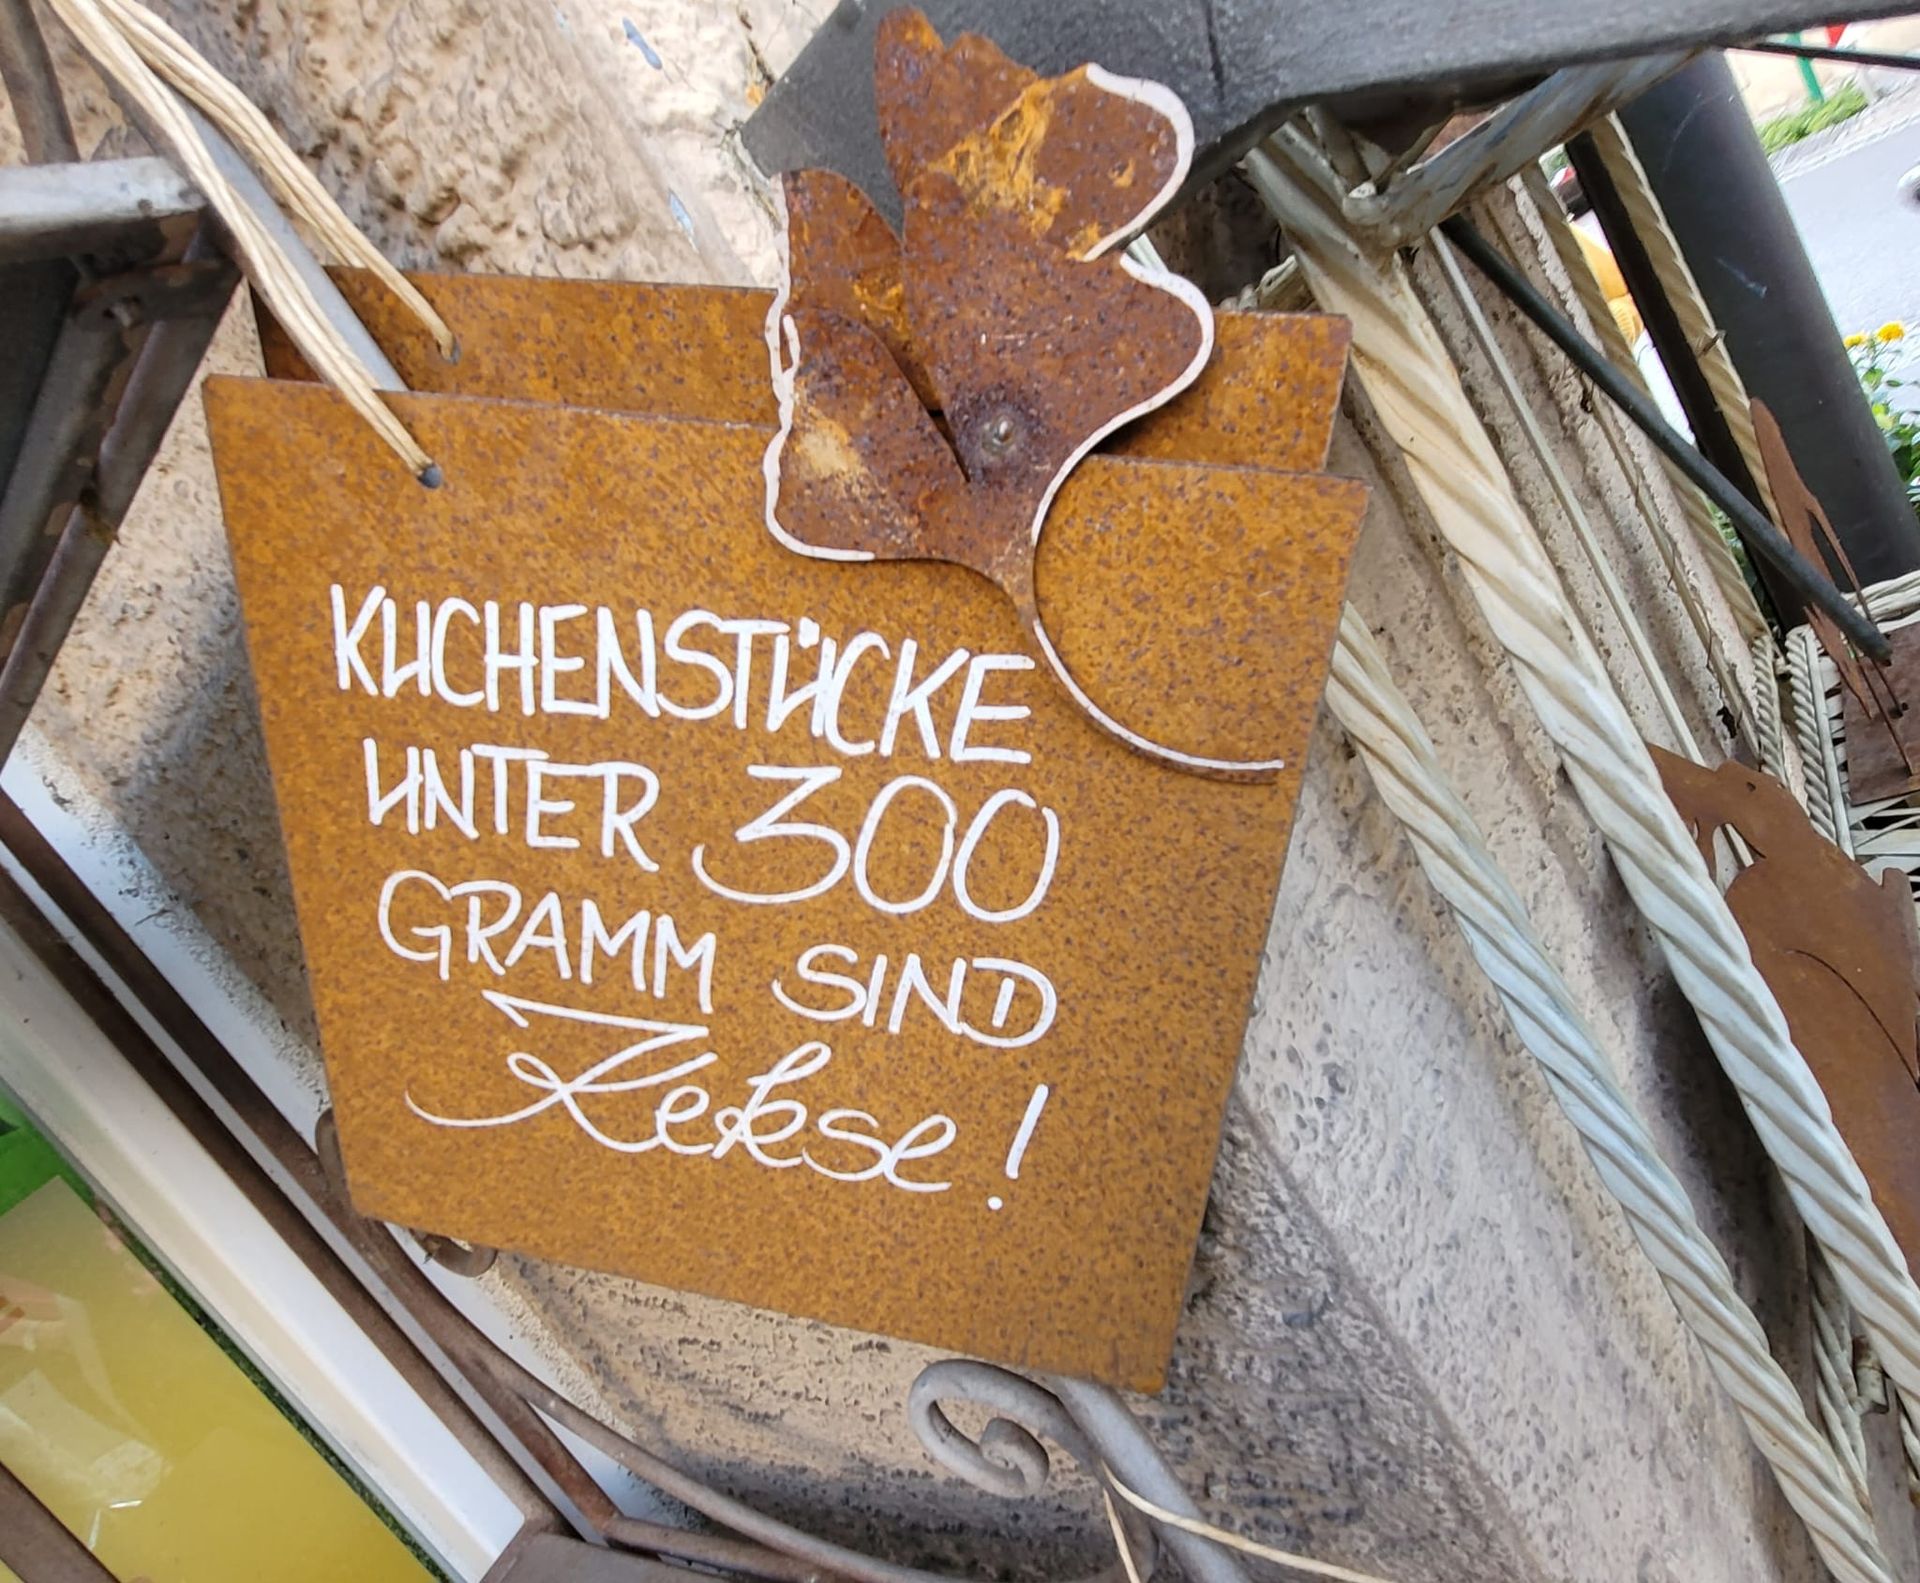 KUCHENSTÜCKE
UNTER 300
GRAMM SIND
Kekse!